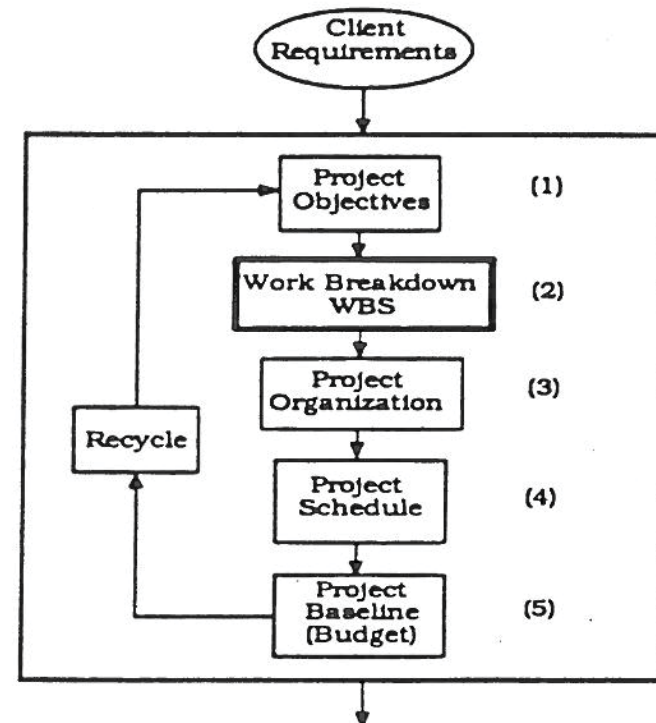 Client
Requirements
Project
Objectives
(1)
Work Breakdown
WBS
(2)
Project
Organization
(3)
Recycle
Project
Schedule
(4)
Project
Baseline
(Budget)
(5)